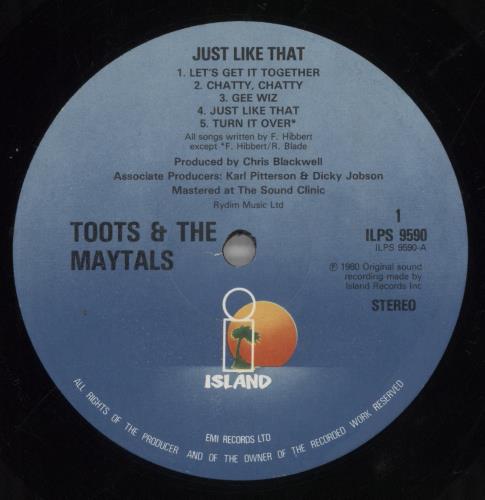 JUST LIKE THAT
1. LET'S GET IT TOGETHER
2. CHATTY, CHATTY
3. GEE WIZ
4. JUST LIKE THAT
5. TURN IT OVER*
All songs written by F. Hibbert
except *F. Hibbert/R. Blade
Produced by Chris Blackwell
Associate Producers: Karl Pitterson & Dicky Jobson
Mastered at The Sound Clinic
Rydim Music Ltd
TOOTS & THE
MAYTALS
1
ILPS 9590
ILPS 9590-A
℗ 1980 Original sound
recording made by
Island Records Inc
STEREO
i
ISLAND
EMI RECORDS LTD
ALL RIGHTS OF THE PRODUCER AND OF THE OWNER OF THE RECORDED WORK RESERVED